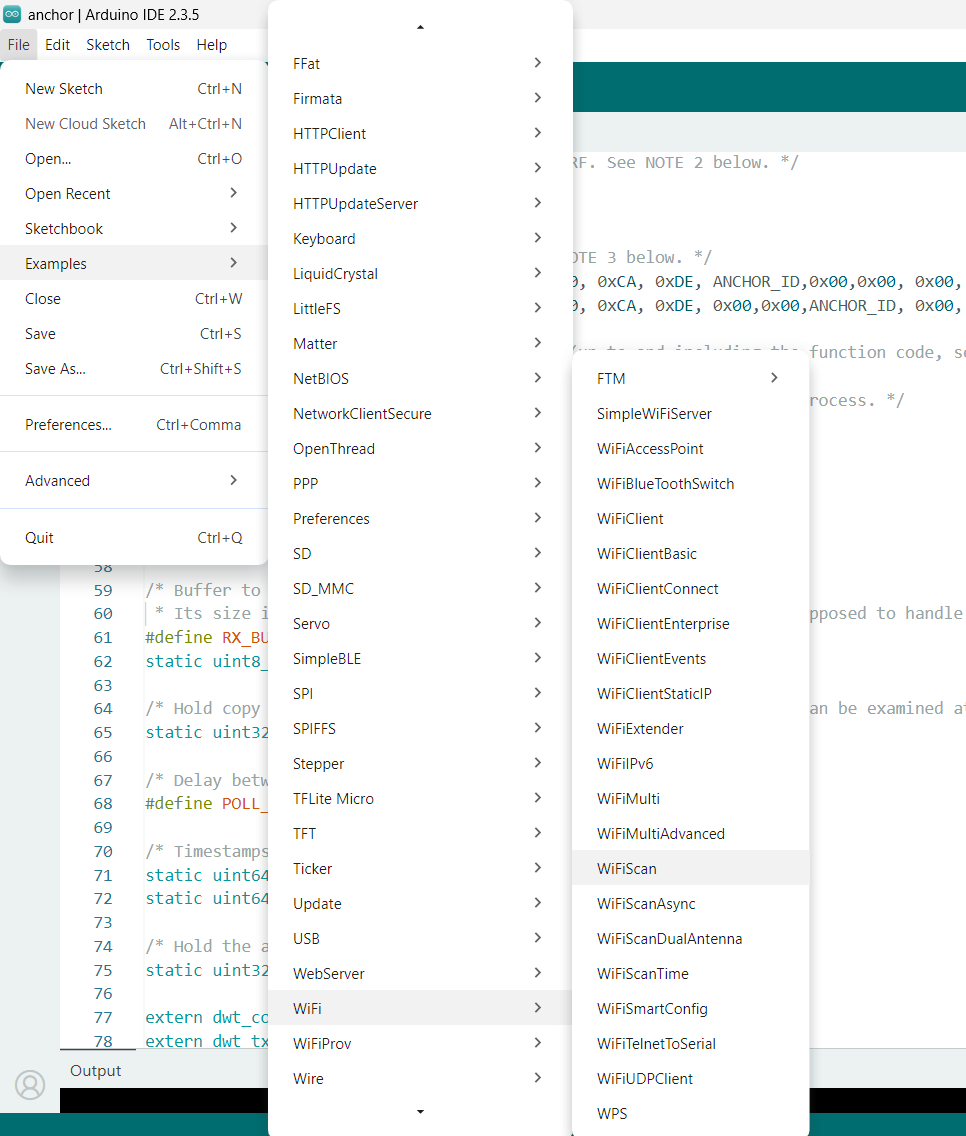 anchor | Arduino IDE 2.3.5
File Edit Sketch Tools Help
New Sketch Ctrl+N
New Cloud Sketch Alt+Ctrl+N
Open... Ctrl+O
Open Recent
Sketchbook
Examples
Close Ctrl+W
Save Ctrl+S
Save As... Ctrl+Shift+S
Preferences... Ctrl+Comma
Advanced
Quit Ctrl+Q
FFat
Firmata
HTTPClient
HTTPUpdate
HTTPUpdateServer
Keyboard
LiquidCrystal
LittleFS
Matter
NetBIOS
NetworkClientSecure
OpenThread
PPP
Preferences
SD
SD_MMC
Servo
SimpleBLE
SPI
SPIFFS
Stepper
TFLite Micro
TFT
Ticker
Update
USB
WebServer
WiFi
WiFiProv
Wire
FTM
SimpleWiFiServer
WiFiAccessPoint
WiFiBlueToothSwitch
WiFiClient
WiFiClientBasic
WiFiClientConnect
WiFiClientEnterprise
WiFiClientEvents
WiFiClientStaticIP
WiFiExtender
WiFiIPv6
WiFiMulti
WiFiMultiAdvanced
WiFiScan
WiFiScanAsync
WiFiScanDualAntenna
WiFiScanTime
WiFiSmartConfig
WiFiTelnetToSerial
WiFiUDPClient
WPS
RF. See NOTE 2 below. */
NOTE 3 below. */
0, 0xCA, 0xDE, ANCHOR_ID,0x00,0x00, 0x00,
0, 0xCA, 0xDE, 0x00,0x00,ANCHOR_ID, 0x00,
(up to and including the function code, se
rocess. */
58
59 /* Buffer to
60 * Its size i pposed to handle
61 #define RX_BU
62 static uint8_
63
64 /* Hold copy an be examined at
65 static uint32
66
67 /* Delay betw
68 #define POLL_
69
70 /* Timestamps
71 static uint64
72 static uint64
73
74 /* Hold the a
75 static uint32
76
77 extern dwt_co
78 extern dwt_tx
Output